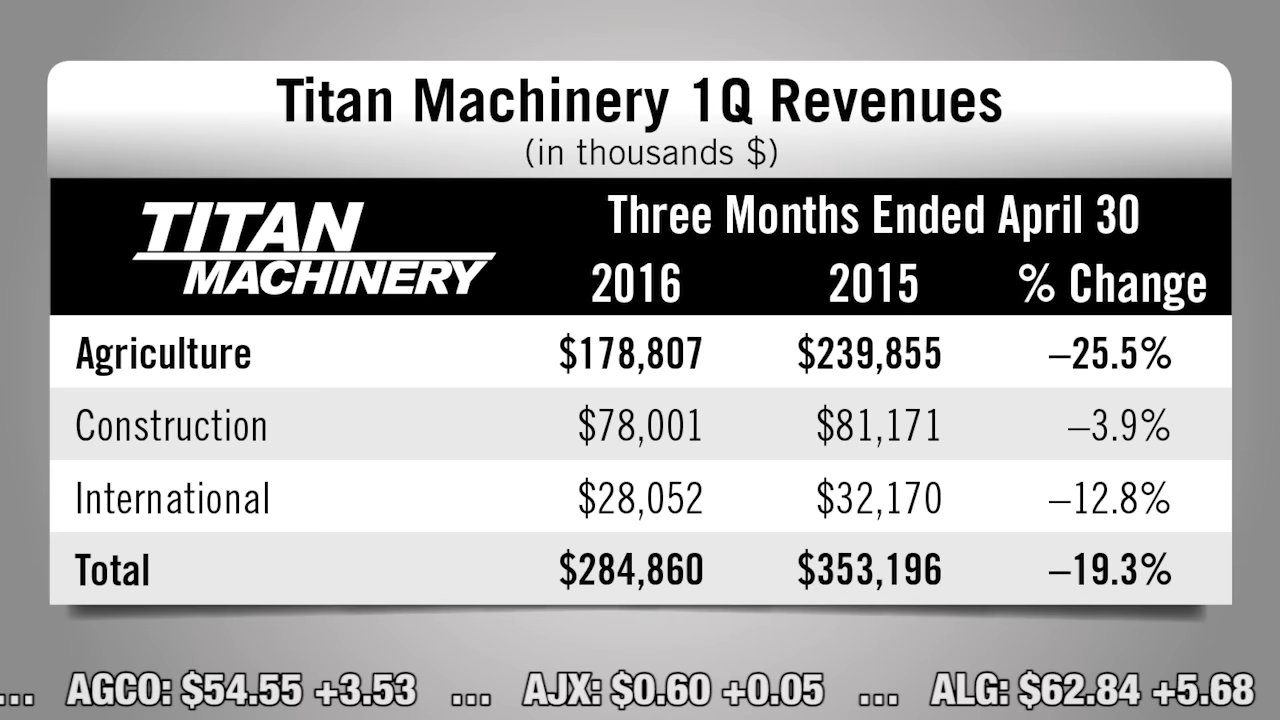 Titan Machinery 1Q Revenues
(in thousands $)
TITAN
MACHINERY
Three Months Ended April 30
2016 2015 % Change
Agriculture $178,807 $239,855 –25.5%
Construction $78,001 $81,171 –3.9%
International $28,052 $32,170 –12.8%
Total $284,860 $353,196 –19.3%
... AGCO: $54.55 +3.53 ... AJX: $0.60 +0.05 ... ALG: $62.84 +5.68